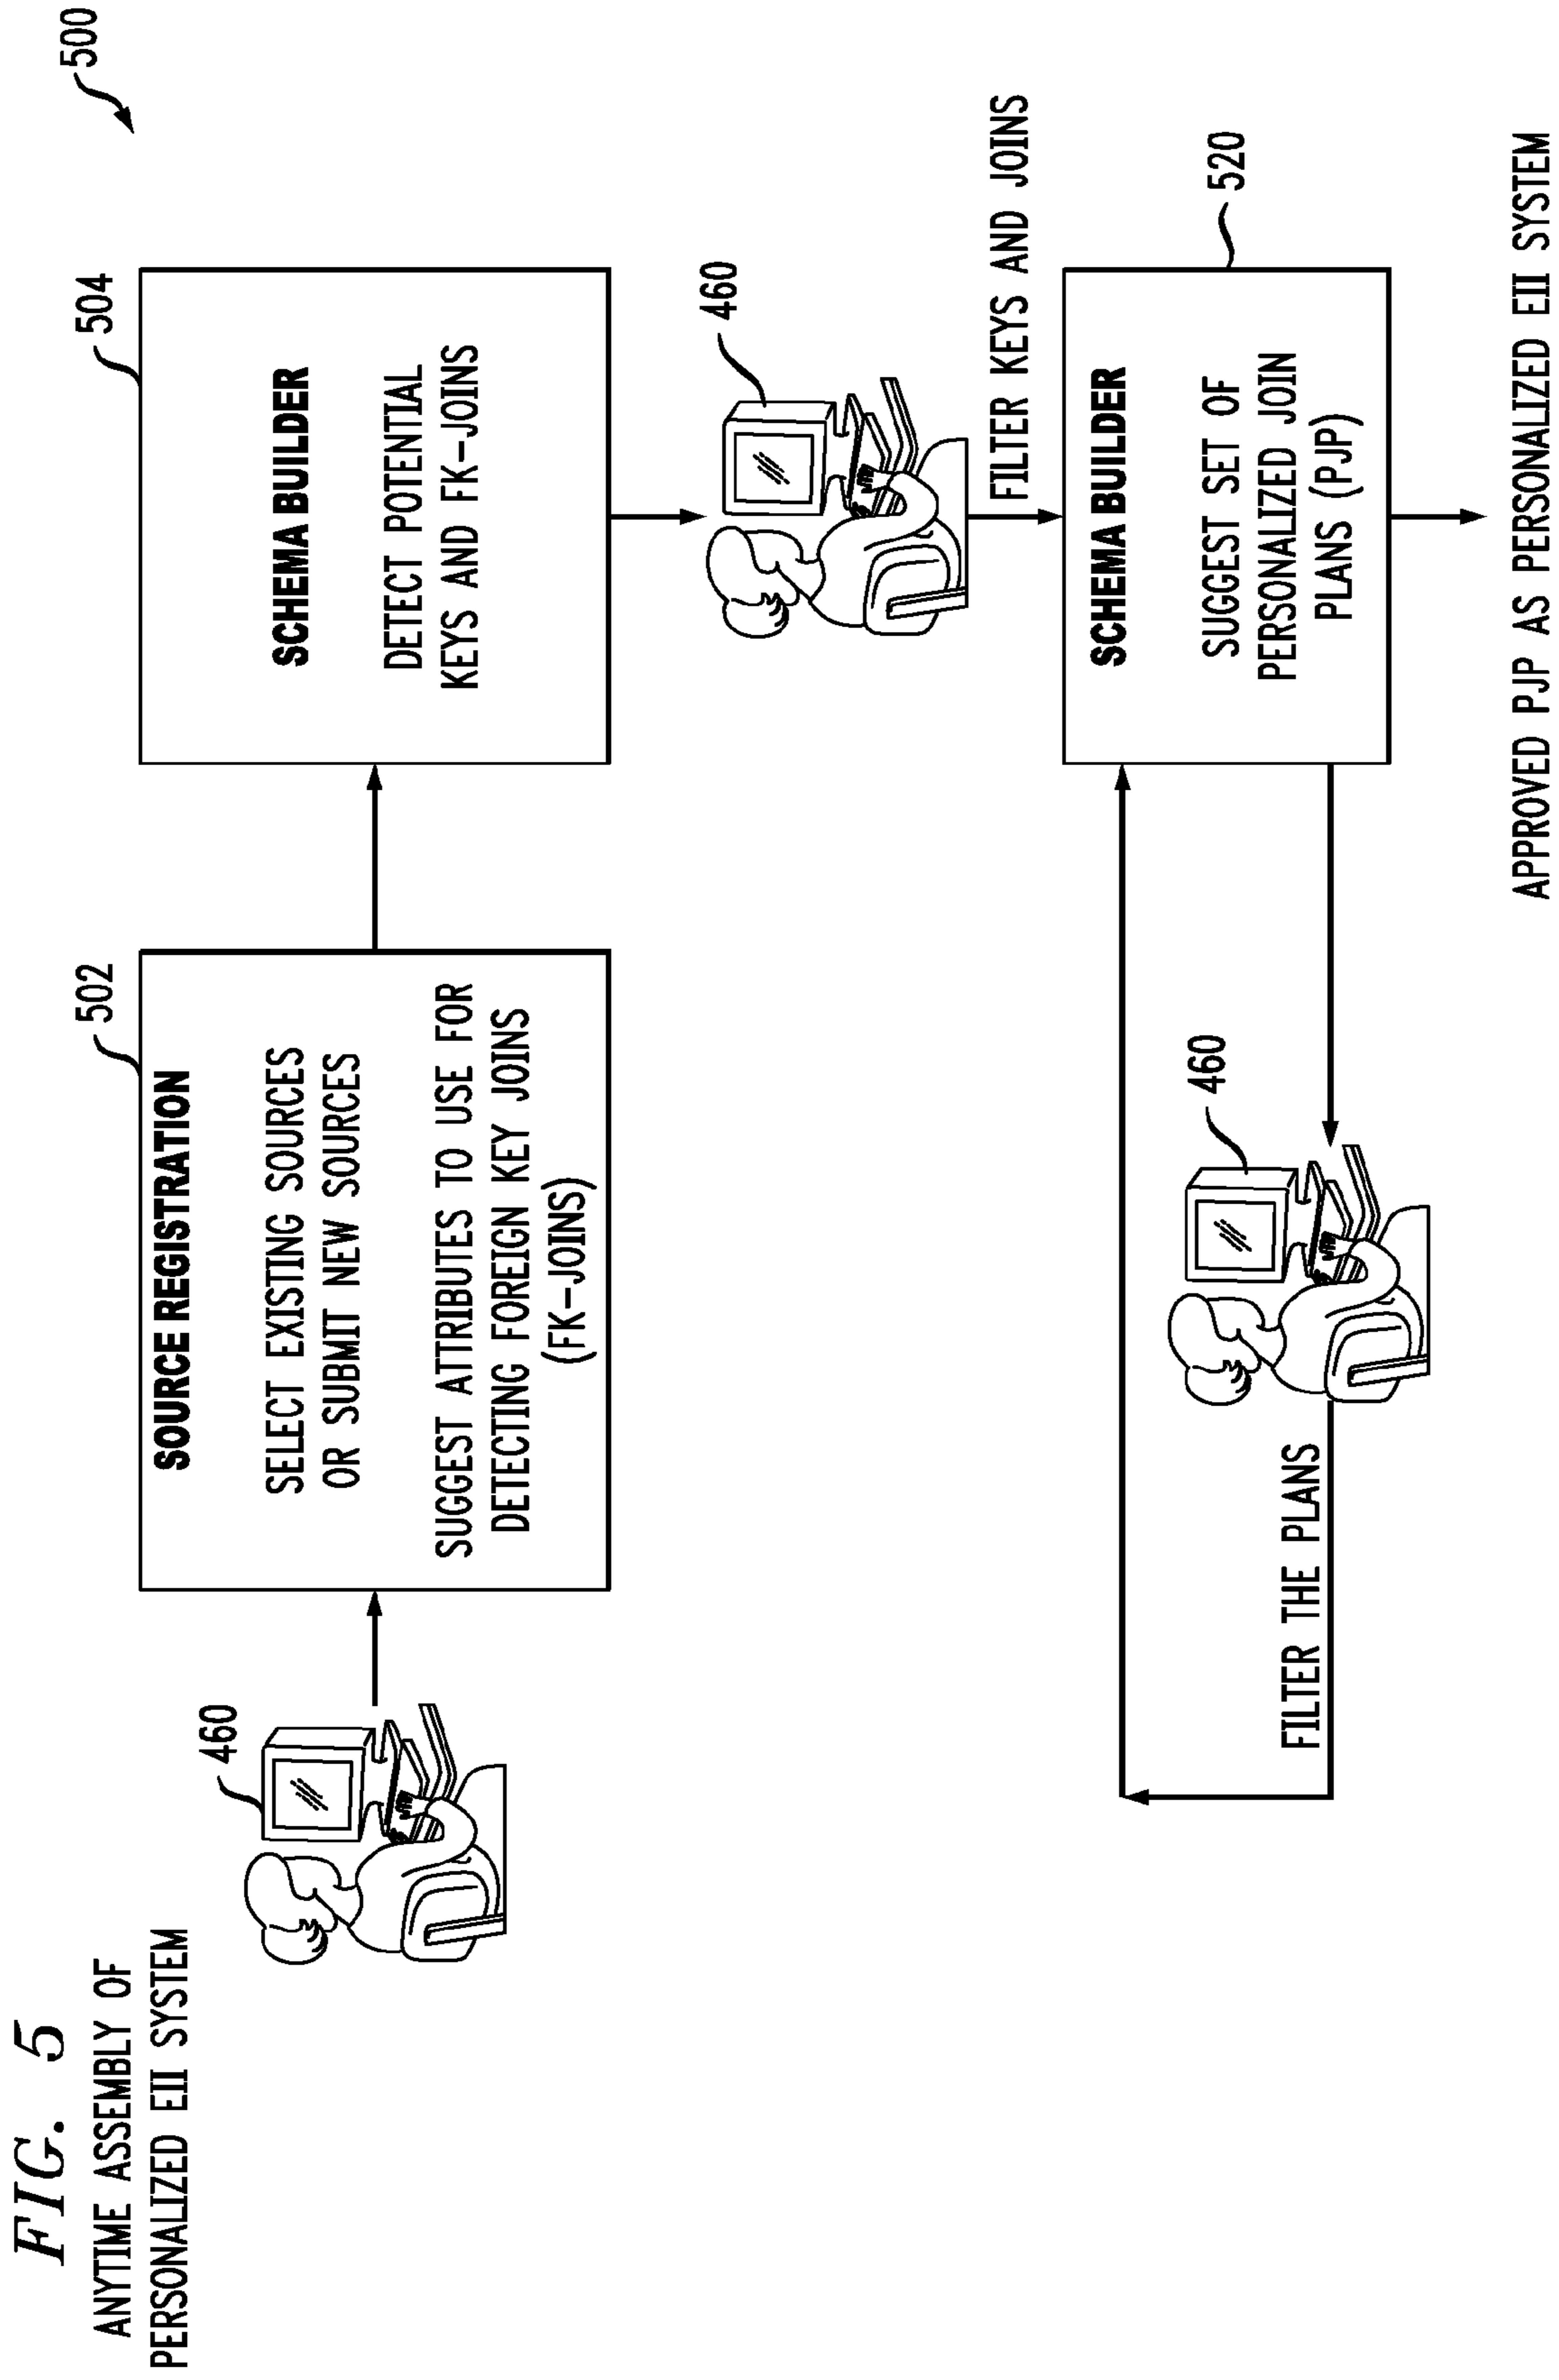 FIG. 5
ANYTIME ASSEMBLY OF
PERSONALIZED EII SYSTEM
500
460
502
SOURCE REGISTRATION
SELECT EXISTING SOURCES
OR SUBMIT NEW SOURCES
SUGGEST ATTRIBUTES TO USE FOR
DETECTING FOREIGN KEY JOINS
(FK-JOINS)
504
SCHEMA BUILDER
DETECT POTENTIAL
KEYS AND FK-JOINS
460
FILTER KEYS AND JOINS
520
SCHEMA BUILDER
SUGGEST SET OF
PERSONALIZED JOIN
PLANS (PJP)
460
FILTER THE PLANS
APPROVED PJP AS PERSONALIZED EII SYSTEM